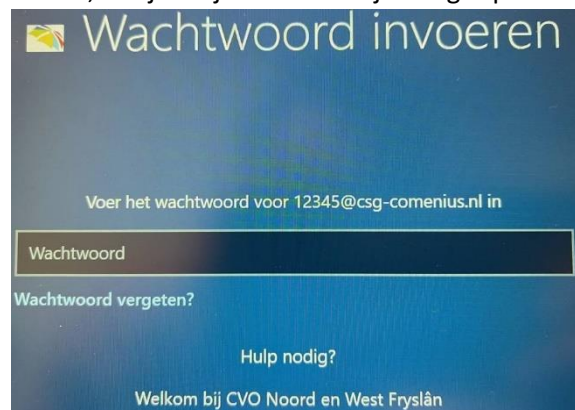 Wachtwoord invoeren
Voer het wachtwoord voor 12345@csg-comenius.nl in
Wachtwoord
Wachtwoord vergeten?
Hulp nodig?
Welkom bij CVO Noord en West Fryslân